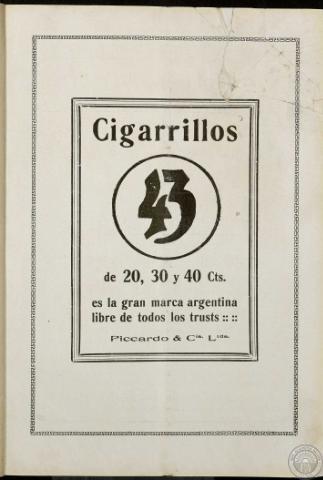 Cigarrillos
43
de 20, 30 y 40 Cts.
es la gran marca argentina
libre de todos los trusts :: ::
Piccardo & Cia. Lda.